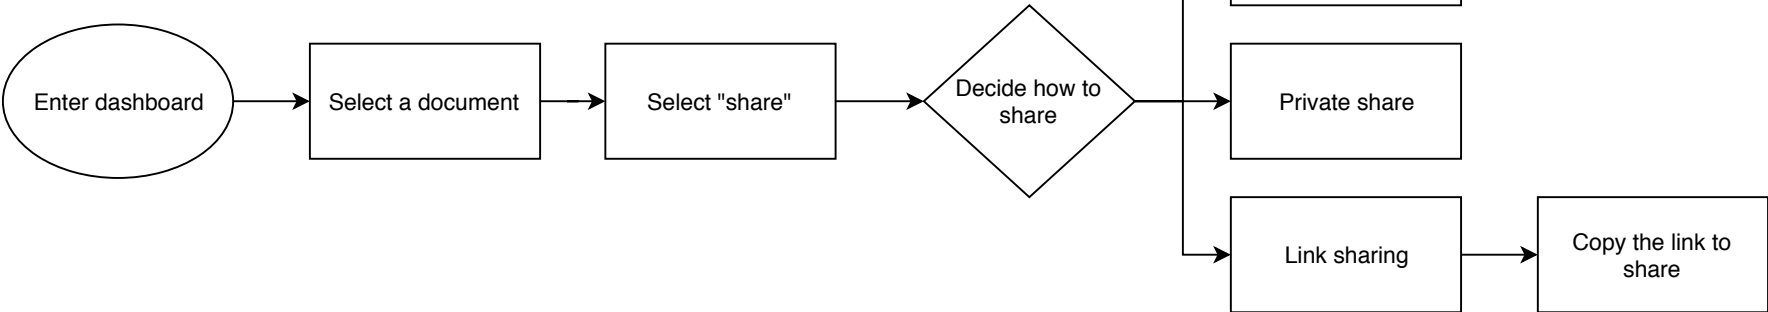 Enter dashboard
Select a document
Select "share"
Decide how to
share
Private share
Link sharing
Copy the link to
share